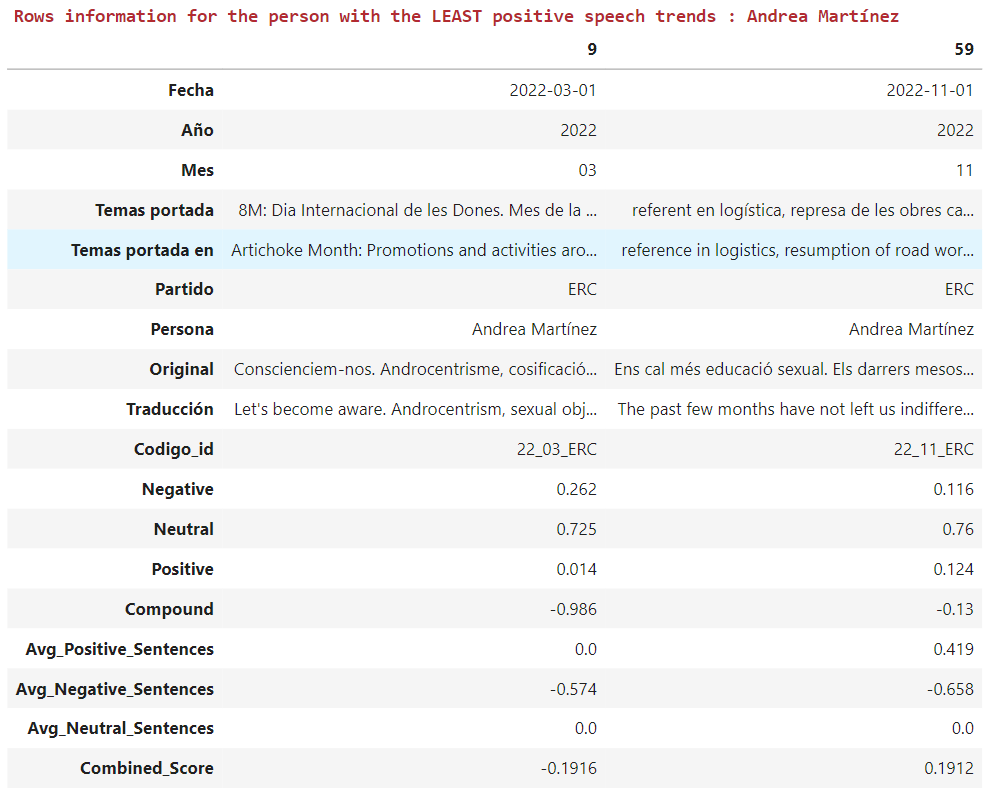 Rows information for the person with the LEAST positive speech trends : Andrea Martínez
9 59
Fecha 2022-03-01 2022-11-01
Año 2022 2022
Mes 03 11
Temas portada 8M: Dia Internacional de les Dones. Mes de la ... referent en logística, represa de les obres ca...
Temas portada en Artichoke Month: Promotions and activities aro... reference in logistics, resumption of road wor...
Partido ERC ERC
Persona Andrea Martínez Andrea Martínez
Original Conscienciem-nos. Androcentrisme, cosificació... Ens cal més educació sexual. Els darrers mesos...
Traducción Let's become aware. Androcentrism, sexual obj... The past few months have not left us indiffere...
Codigo_id 22_03_ERC 22_11_ERC
Negative 0.262 0.116
Neutral 0.725 0.76
Positive 0.014 0.124
Compound -0.986 -0.13
Avg_Positive_Sentences 0.0 0.419
Avg_Negative_Sentences -0.574 -0.658
Avg_Neutral_Sentences 0.0 0.0
Combined_Score -0.1916 0.1912